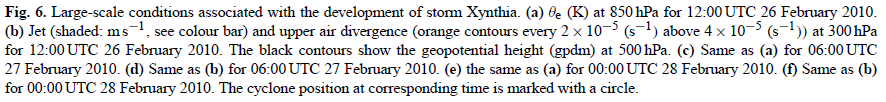 Fig. 6. Large-scale conditions associated with the development of storm Xynthia. (a) θe (K) at 850 hPa for 12:00 UTC 26 February 2010.
(b) Jet (shaded: m s−1, see colour bar) and upper air divergence (orange contours every 2 × 10−5 (s−1) above 4 × 10−5 (s−1)) at 300 hPa
for 12:00 UTC 26 February 2010. The black contours show the geopotential height (gpdm) at 500 hPa. (c) Same as (a) for 06:00 UTC
27 February 2010. (d) Same as (b) for 06:00 UTC 27 February 2010. (e) the same as (a) for 00:00 UTC 28 February 2010. (f) Same as (b)
for 00:00 UTC 28 February 2010. The cyclone position at corresponding time is marked with a circle.